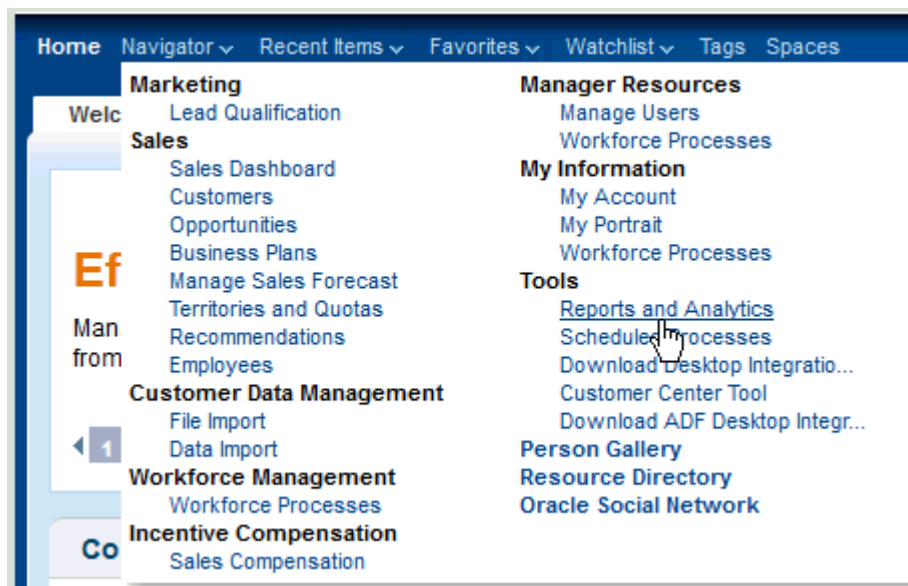 Home Navigator Recent Items Favorites Watchlist Tags Spaces
Marketing
Lead Qualification
Sales
Sales Dashboard
Customers
Opportunities
Business Plans
Manage Sales Forecast
Territories and Quotas
Recommendations
Employees
Customer Data Management
File Import
Data Import
Workforce Management
Workforce Processes
Incentive Compensation
Sales Compensation
Manager Resources
Manage Users
Workforce Processes
My Information
My Account
My Portrait
Workforce Processes
Tools
Reports and Analytics
Scheduled Processes
Download Desktop Integratio...
Customer Center Tool
Download ADF Desktop Integr...
Person Gallery
Resource Directory
Oracle Social Network
Welc
Ef
Man
from
1
Co